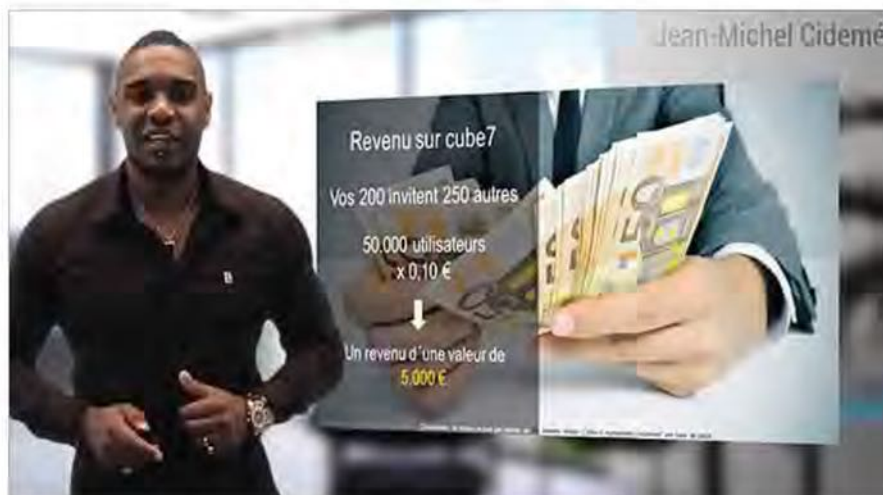 Jean-Michel Cidemé
Revenu sur cube7
Vos 200 invitent 250 autres
50.000 utilisateurs
x 0,10 €
Un revenu d´une valeur de
5.000 €